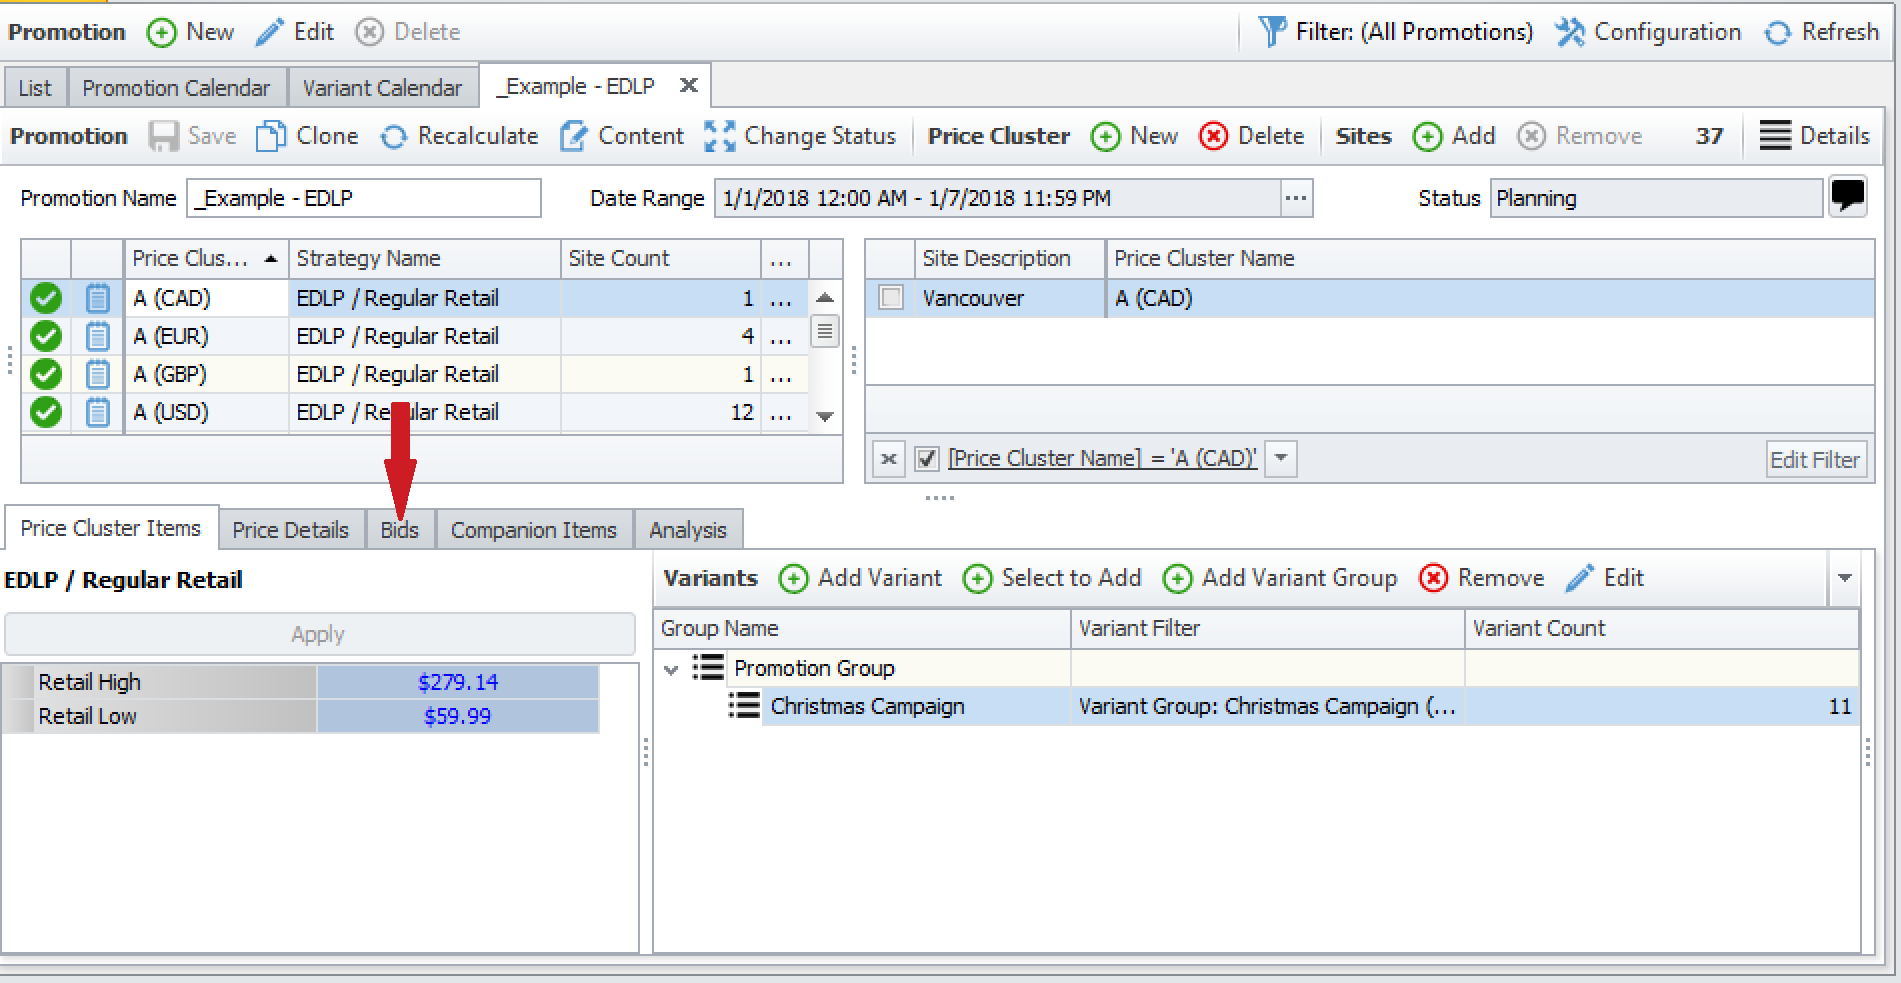 Promotion New Edit Delete Filter: (All Promotions) Configuration Refresh
List Promotion Calendar Variant Calendar _Example - EDLP
Promotion Save Clone Recalculate Content Change Status Price Cluster New Delete Sites Add Remove 37 Details
Promotion Name _Example - EDLP Date Range 1/1/2018 12:00 AM - 1/7/2018 11:59 PM ... Status Planning
Price Clus... Strategy Name Site Count ...
A (CAD) EDLP / Regular Retail 1 ...
A (EUR) EDLP / Regular Retail 4 ...
A (GBP) EDLP / Regular Retail 1 ...
A (USD) EDLP / Regular Retail 12 ...
Site Description Price Cluster Name
Vancouver A (CAD)
[Price Cluster Name] = 'A (CAD)' Edit Filter
Price Cluster Items Price Details Bids Companion Items Analysis
EDLP / Regular Retail
Apply
Retail High $279.14
Retail Low $59.99
Variants Add Variant Select to Add Add Variant Group Remove Edit
Group Name Variant Filter Variant Count
Promotion Group
Christmas Campaign Variant Group: Christmas Campaign (... 11